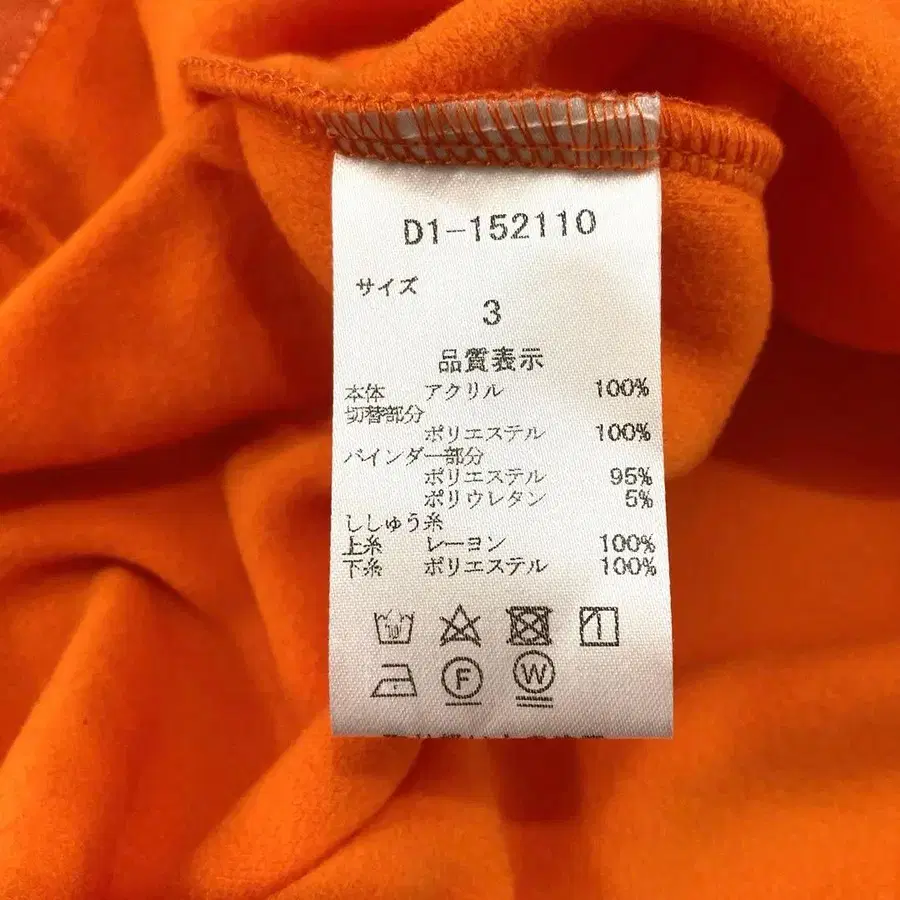 D1-152110
サイズ
3
品質表示
本体 アクリル 100%
切替部分
ポリエステル 100%
バインダー部分
ポリエステル 95%
ポリウレタン 5%
ししゅう糸
上糸 レーヨン 100%
下糸 ポリエステル 100%
F W